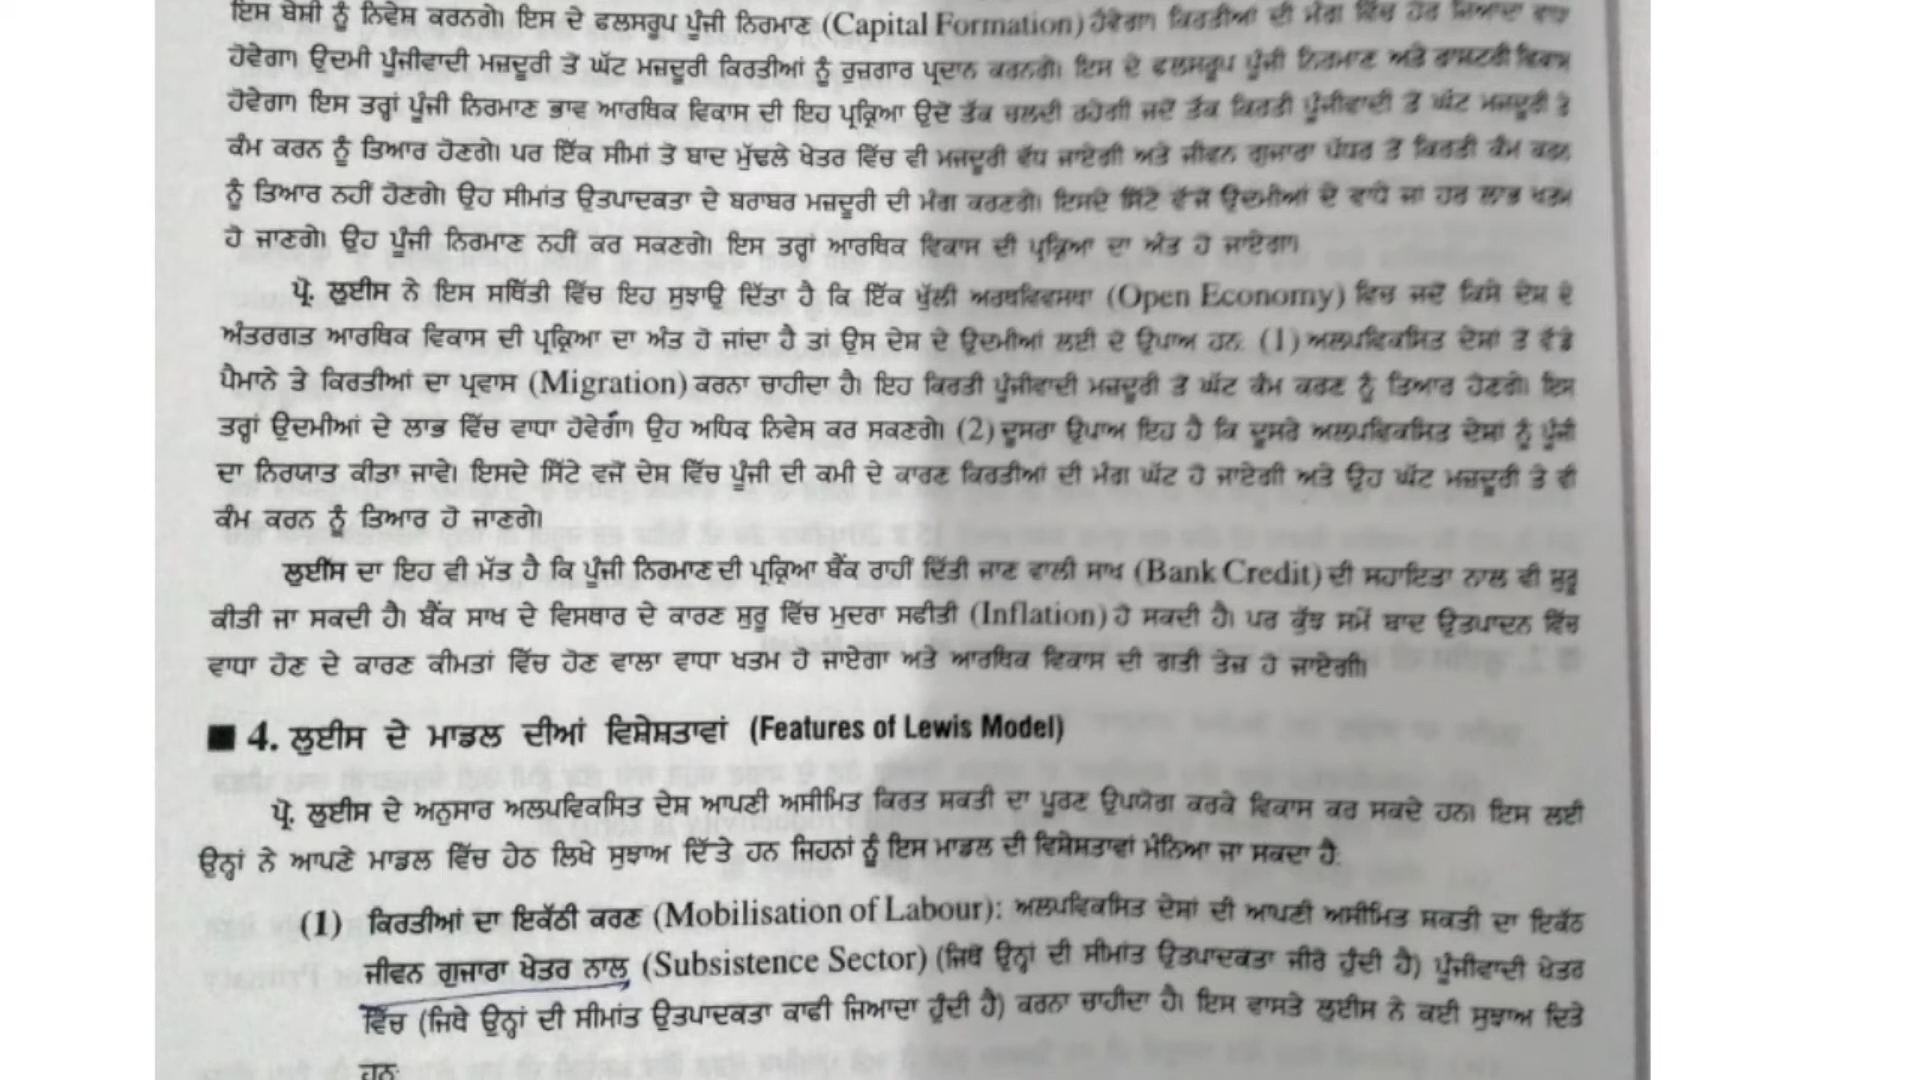 ਇਸ ਬੇਸ਼ੀ ਨੂੰ ਨਿਵੇਸ਼ ਕਰਨਗੇ। ਇਸ ਦੇ ਫਲਸਰੂਪ ਪੂੰਜੀ ਨਿਰਮਾਣ (Capital Formation) ਹੋਵੇਗਾ। ਕਿਰਤੀਆਂ ਦੀ ਮੰਗ ਵਿੱਚ ਹੋਰ ਜ਼ਿਆਦਾ ਵਾਧਾ
ਹੋਵੇਗਾ। ਉਦਮੀ ਪੂੰਜੀਵਾਦੀ ਮਜ਼ਦੂਰੀ ਤੋਂ ਘੱਟ ਮਜ਼ਦੂਰੀ ਕਿਰਤੀਆਂ ਨੂੰ ਰੁਜ਼ਗਾਰ ਪ੍ਰਦਾਨ ਕਰਨਗੇ। ਇਸ ਦੇ ਫਲਸਰੂਪ ਪੂੰਜੀ ਨਿਰਮਾਣ ਅਤੇ ਰਾਸ਼ਟਰੀ ਵਿਕਾਸ
ਹੋਵੇਗਾ। ਇਸ ਤਰ੍ਹਾਂ ਪੂੰਜੀ ਨਿਰਮਾਣ ਭਾਵ ਆਰਥਿਕ ਵਿਕਾਸ ਦੀ ਇਹ ਪ੍ਰਕ੍ਰਿਆ ਉਦੋਂ ਤੱਕ ਚਲਦੀ ਰਹੇਗੀ ਜਦੋਂ ਤੱਕ ਕਿਰਤੀ ਪੂੰਜੀਵਾਦੀ ਤੋਂ ਘੱਟ ਮਜ਼ਦੂਰੀ ਤੇ
ਕੰਮ ਕਰਨ ਨੂੰ ਤਿਆਰ ਹੋਣਗੇ। ਪਰ ਇੱਕ ਸੀਮਾਂ ਤੋਂ ਬਾਦ ਮੁੱਢਲੇ ਖੇਤਰ ਵਿੱਚ ਵੀ ਮਜ਼ਦੂਰੀ ਵੱਧ ਜਾਏਗੀ ਅਤੇ ਜੀਵਨ ਗੁਜ਼ਾਰਾ ਪੱਧਰ ਤੋਂ ਕਿਰਤੀ ਕੰਮ ਕਰਨ
ਨੂੰ ਤਿਆਰ ਨਹੀਂ ਹੋਣਗੇ। ਉਹ ਸੀਮਾਂਤ ਉਤਪਾਦਕਤਾ ਦੇ ਬਰਾਬਰ ਮਜ਼ਦੂਰੀ ਦੀ ਮੰਗ ਕਰਣਗੇ। ਇਸਦੇ ਸਿੱਟੇ ਵੱਜੋਂ ਉਦਮੀਆਂ ਦੇ ਵਾਧੇ ਜਾਂ ਹਰ ਲਾਭ ਖਤਮ
ਹੋ ਜਾਣਗੇ। ਉਹ ਪੂੰਜੀ ਨਿਰਮਾਣ ਨਹੀਂ ਕਰ ਸਕਣਗੇ। ਇਸ ਤਰ੍ਹਾਂ ਆਰਥਿਕ ਵਿਕਾਸ ਦੀ ਪ੍ਰਕ੍ਰਿਆ ਦਾ ਅੰਤ ਹੋ ਜਾਏਗਾ।
ਪ੍ਰੋ. ਲੁਈਸ ਨੇ ਇਸ ਸਥਿੱਤੀ ਵਿੱਚ ਇਹ ਸੁਝਾਉ ਦਿੱਤਾ ਹੈ ਕਿ ਇੱਕ ਖੁੱਲੀ ਅਰਥਵਿਵਸਥਾ (Open Economy) ਵਿਚ ਜਦੋਂ ਕਿਸੇ ਦੇਸ਼ ਦੇ
ਅੰਤਰਗਤ ਆਰਥਿਕ ਵਿਕਾਸ ਦੀ ਪ੍ਰਕ੍ਰਿਆ ਦਾ ਅੰਤ ਹੋ ਜਾਂਦਾ ਹੈ ਤਾਂ ਉਸ ਦੇਸ਼ ਦੇ ਉਦਮੀਆਂ ਲਈ ਦੋ ਉਪਾਅ ਹਨ: (1) ਅਲਪਵਿਕਸਿਤ ਦੇਸ਼ਾਂ ਤੋਂ ਵੱਡੇ
ਪੈਮਾਨੇ ਤੇ ਕਿਰਤੀਆਂ ਦਾ ਪ੍ਰਵਾਸ (Migration) ਕਰਨਾ ਚਾਹੀਦਾ ਹੈ। ਇਹ ਕਿਰਤੀ ਪੂੰਜੀਵਾਦੀ ਮਜ਼ਦੂਰੀ ਤੋਂ ਘੱਟ ਕੰਮ ਕਰਣ ਨੂੰ ਤਿਆਰ ਹੋਣਗੇ। ਇਸ
ਤਰ੍ਹਾਂ ਉਦਮੀਆਂ ਦੇ ਲਾਭ ਵਿੱਚ ਵਾਧਾ ਹੋਵੇਗਾ। ਉਹ ਅਧਿਕ ਨਿਵੇਸ਼ ਕਰ ਸਕਣਗੇ। (2) ਦੂਸਰਾ ਉਪਾਅ ਇਹ ਹੈ ਕਿ ਦੂਸਰੇ ਅਲਪਵਿਕਸਿਤ ਦੇਸ਼ਾਂ ਨੂੰ ਪੂੰਜੀ
ਦਾ ਨਿਰਯਾਤ ਕੀਤਾ ਜਾਵੇ। ਇਸਦੇ ਸਿੱਟੇ ਵਜੋਂ ਦੇਸ਼ ਵਿੱਚ ਪੂੰਜੀ ਦੀ ਕਮੀ ਦੇ ਕਾਰਣ ਕਿਰਤੀਆਂ ਦੀ ਮੰਗ ਘੱਟ ਹੋ ਜਾਏਗੀ ਅਤੇ ਉਹ ਘੱਟ ਮਜ਼ਦੂਰੀ ਤੇ ਵੀ
ਕੰਮ ਕਰਨ ਨੂੰ ਤਿਆਰ ਹੋ ਜਾਣਗੇ।
ਲੁਈਸ ਦਾ ਇਹ ਵੀ ਮੱਤ ਹੈ ਕਿ ਪੂੰਜੀ ਨਿਰਮਾਣ ਦੀ ਪ੍ਰਕ੍ਰਿਆ ਬੈਂਕ ਰਾਹੀਂ ਦਿੱਤੀ ਜਾਣ ਵਾਲੀ ਸਾਖ (Bank Credit) ਦੀ ਸਹਾਇਤਾ ਨਾਲ ਵੀ ਸ਼ੁਰੂ
ਕੀਤੀ ਜਾ ਸਕਦੀ ਹੈ। ਬੈਂਕ ਸਾਖ ਦੇ ਵਿਸਥਾਰ ਦੇ ਕਾਰਣ ਸ਼ੁਰੂ ਵਿੱਚ ਮੁਦਰਾ ਸਫੀਤੀ (Inflation) ਹੋ ਸਕਦੀ ਹੈ। ਪਰ ਕੁੱਝ ਸਮੇਂ ਬਾਦ ਉਤਪਾਦਨ ਵਿੱਚ
ਵਾਧਾ ਹੋਣ ਦੇ ਕਾਰਣ ਕੀਮਤਾਂ ਵਿੱਚ ਹੋਣ ਵਾਲਾ ਵਾਧਾ ਖਤਮ ਹੋ ਜਾਏਗਾ ਅਤੇ ਆਰਥਿਕ ਵਿਕਾਸ ਦੀ ਗਤੀ ਤੇਜ਼ ਹੋ ਜਾਏਗੀ।
■ 4. ਲੁਈਸ ਦੇ ਮਾਡਲ ਦੀਆਂ ਵਿਸ਼ੇਸ਼ਤਾਵਾਂ (Features of Lewis Model)
ਪ੍ਰੋ. ਲੁਈਸ ਦੇ ਅਨੁਸਾਰ ਅਲਪਵਿਕਸਿਤ ਦੇਸ਼ ਆਪਣੀ ਅਸੀਮਿਤ ਕਿਰਤ ਸ਼ਕਤੀ ਦਾ ਪੂਰਣ ਉਪਯੋਗ ਕਰਕੇ ਵਿਕਾਸ ਕਰ ਸਕਦੇ ਹਨ। ਇਸ ਲਈ
ਉਨ੍ਹਾਂ ਨੇ ਆਪਣੇ ਮਾਡਲ ਵਿੱਚ ਹੇਠ ਲਿਖੇ ਸੁਝਾਅ ਦਿੱਤੇ ਹਨ ਜਿਹਨਾਂ ਨੂੰ ਇਸ ਮਾਡਲ ਦੀ ਵਿਸ਼ੇਸ਼ਤਾਵਾਂ ਮੰਨਿਆ ਜਾ ਸਕਦਾ ਹੈ:
(1) ਕਿਰਤੀਆਂ ਦਾ ਇਕੱਠੀ ਕਰਣ (Mobilisation of Labour): ਅਲਪਵਿਕਸਿਤ ਦੇਸ਼ਾਂ ਦੀ ਆਪਣੀ ਅਸੀਮਿਤ ਸ਼ਕਤੀ ਦਾ ਇਕੱਠ
ਜੀਵਨ ਗੁਜਾਰਾ ਖੇਤਰ ਨਾਲ (Subsistence Sector) (ਜਿਥੇ ਉਨ੍ਹਾਂ ਦੀ ਸੀਮਾਂਤ ਉਤਪਾਦਕਤਾ ਜੀਰੋ ਹੁੰਦੀ ਹੈ) ਪੂੰਜੀਵਾਦੀ ਖੇਤਰ
ਵਿੱਚ (ਜਿਥੇ ਉਨ੍ਹਾਂ ਦੀ ਸੀਮਾਂਤ ਉਤਪਾਦਕਤਾ ਕਾਫੀ ਜਿਆਦਾ ਹੁੰਦੀ ਹੈ) ਕਰਨਾ ਚਾਹੀਦਾ ਹੈ। ਇਸ ਵਾਸਤੇ ਲੁਈਸ ਨੇ ਕਈ ਸੁਝਾਅ ਦਿਤੇ
ਹਨ: